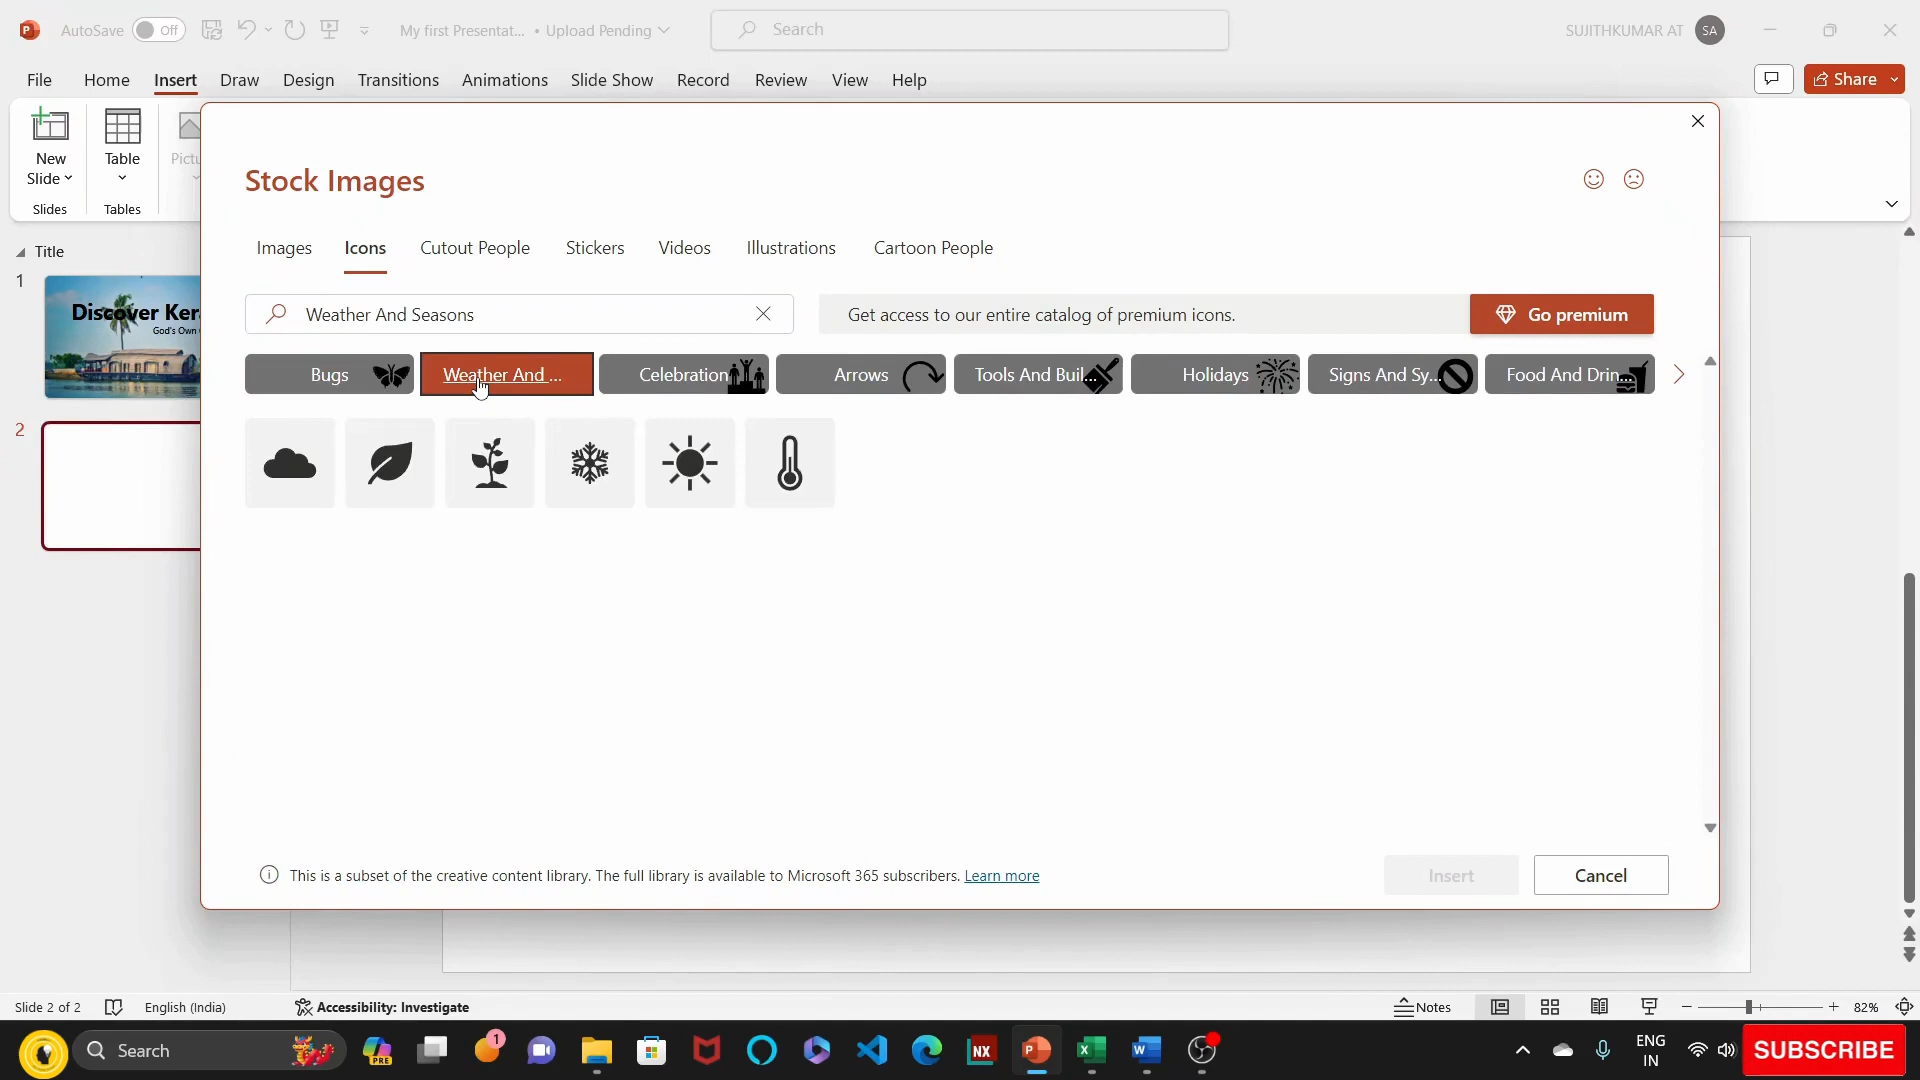 AutoSave Off My first Presentat... • Upload Pending Search SUJITHKUMAR AT SA
File Home Insert Draw Design Transitions Animations Slide Show Record Review View Help Share
New Slide Table
Slides Tables
Stock Images
Images Icons Cutout People Stickers Videos Illustrations Cartoon People
Weather And Seasons Get access to our entire catalog of premium icons. Go premium
Bugs Weather And ... Celebration Arrows Tools And Buil... Holidays Signs And Sy... Food And Drin...
Title
1
Discover
God's Own
2
This is a subset of the creative content library. The full library is available to Microsoft 365 subscribers. Learn more Insert Cancel
Slide 2 of 2 English (India) Accessibility: Investigate Notes 82%
Search PRE 1 NX ENG IN SUBSCRIBE